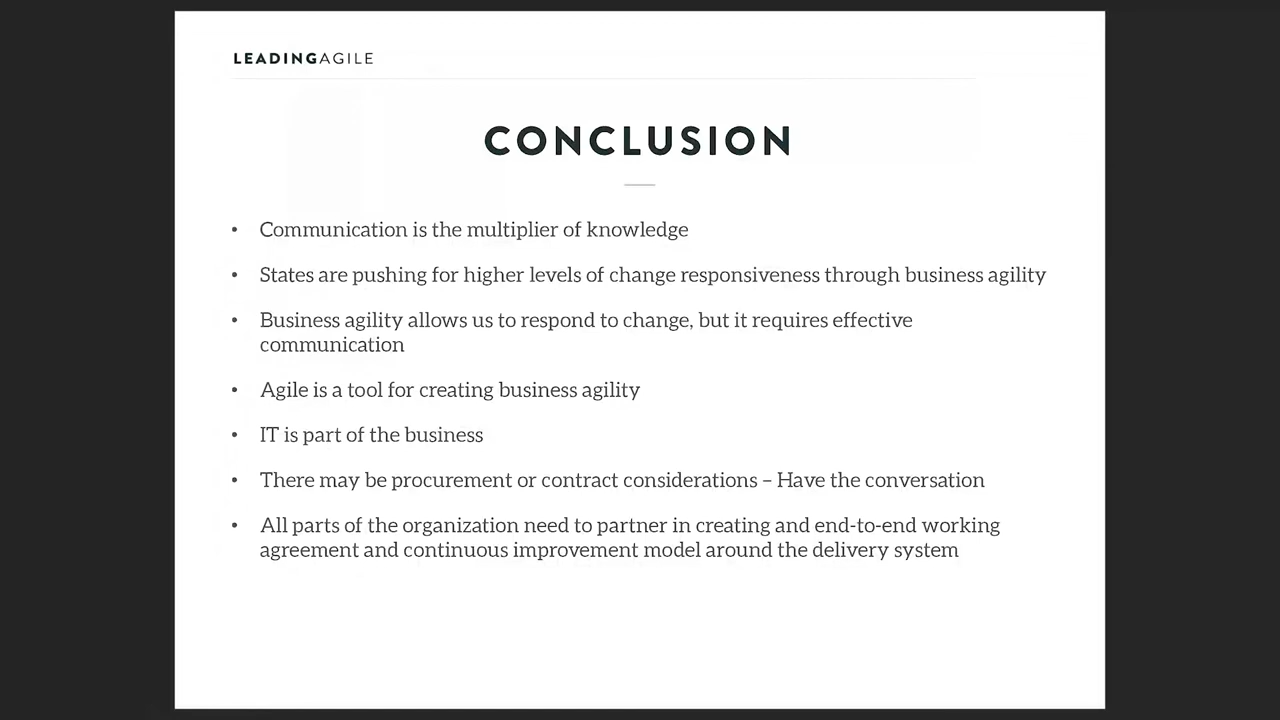 LEADINGAGILE
CONCLUSION
• Communication is the multiplier of knowledge
• States are pushing for higher levels of change responsiveness through business agility
• Business agility allows us to respond to change, but it requires effective
communication
• Agile is a tool for creating business agility
• IT is part of the business
• There may be procurement or contract considerations – Have the conversation
• All parts of the organization need to partner in creating and end-to-end working
agreement and continuous improvement model around the delivery system